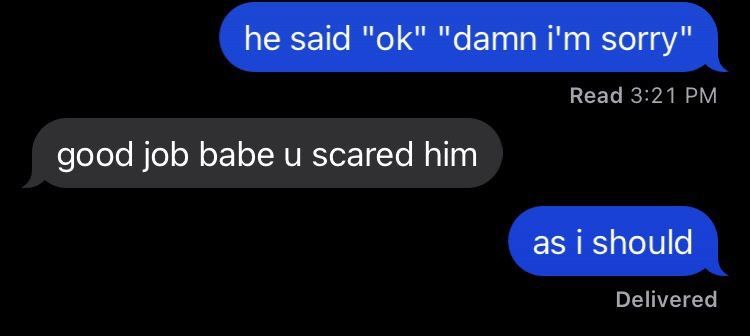 he said "ok" "damn i'm sorry"
Read 3:21 PM
good job babe u scared him
as i should
Delivered